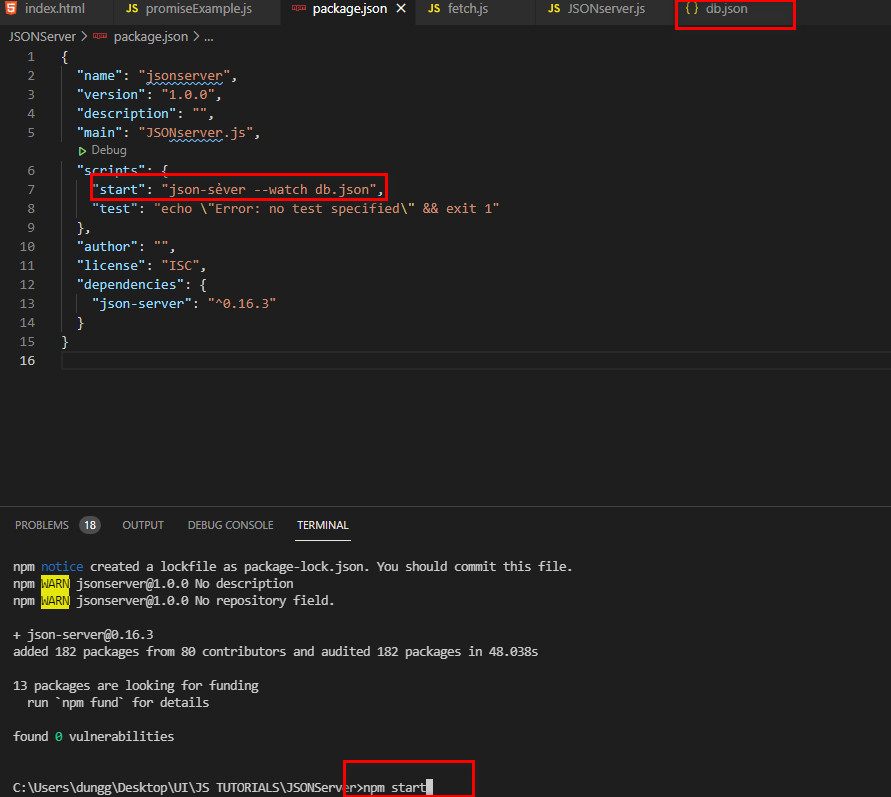 index.html JS promiseExample.js package.json JS fetch.js JS JSONserver.js {} db.json
JSONServer > package.json > ...
1 {
2 "name": "jsonserver",
3 "version": "1.0.0",
4 "description": "",
5 "main": "JSONserver.js",
Debug
6 "scripts": {
7 "start": "json-sẻver --watch db.json",
8 "test": "echo \"Error: no test specified\" && exit 1"
9 },
10 "author": "",
11 "license": "ISC",
12 "dependencies": {
13 "json-server": "^0.16.3"
14 }
15 }
16
PROBLEMS 18 OUTPUT DEBUG CONSOLE TERMINAL
npm notice created a lockfile as package-lock.json. You should commit this file.
npm WARN jsonserver@1.0.0 No description
npm WARN jsonserver@1.0.0 No repository field.
+ json-server@0.16.3
added 182 packages from 80 contributors and audited 182 packages in 48.038s
13 packages are looking for funding
run `npm fund` for details
found 0 vulnerabilities
C:\Users\dungg\Desktop\UI\JS TUTORIALS\JSONServer>npm start